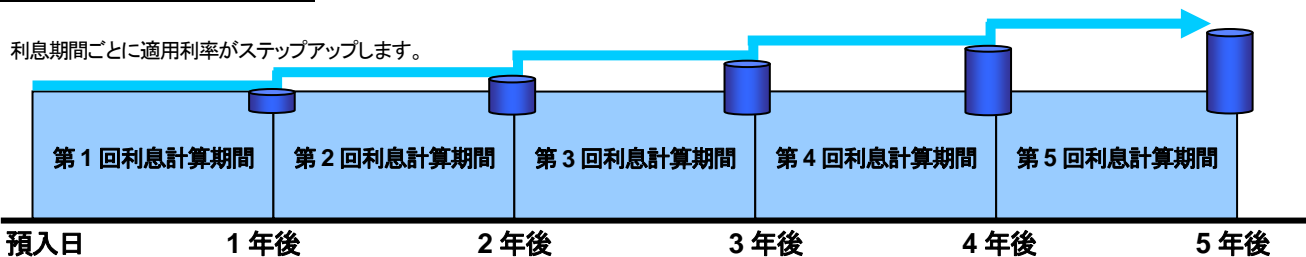 利息期間ごとに適用利率がステップアップします。
第1回利息計算期間 第2回利息計算期間 第3回利息計算期間 第4回利息計算期間 第5回利息計算期間
預入日 1年後 2年後 3年後 4年後 5年後